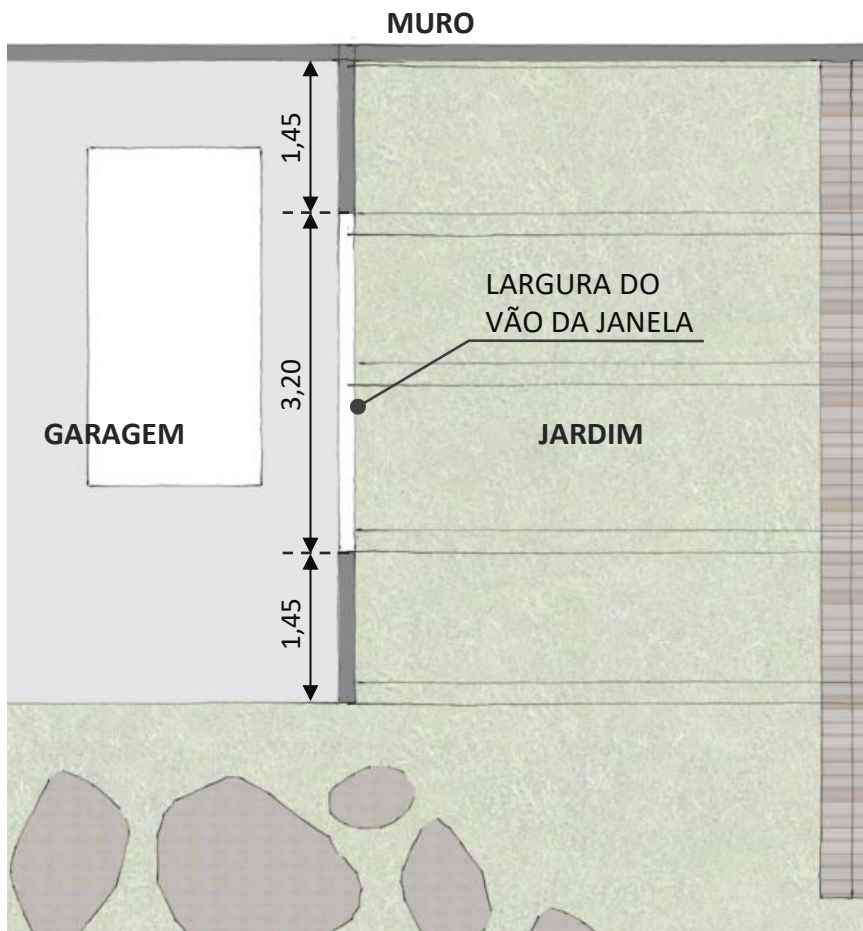 MURO
1,45
LARGURA DO
VÃO DA JANELA
3,20
GARAGEM
JARDIM
1,45